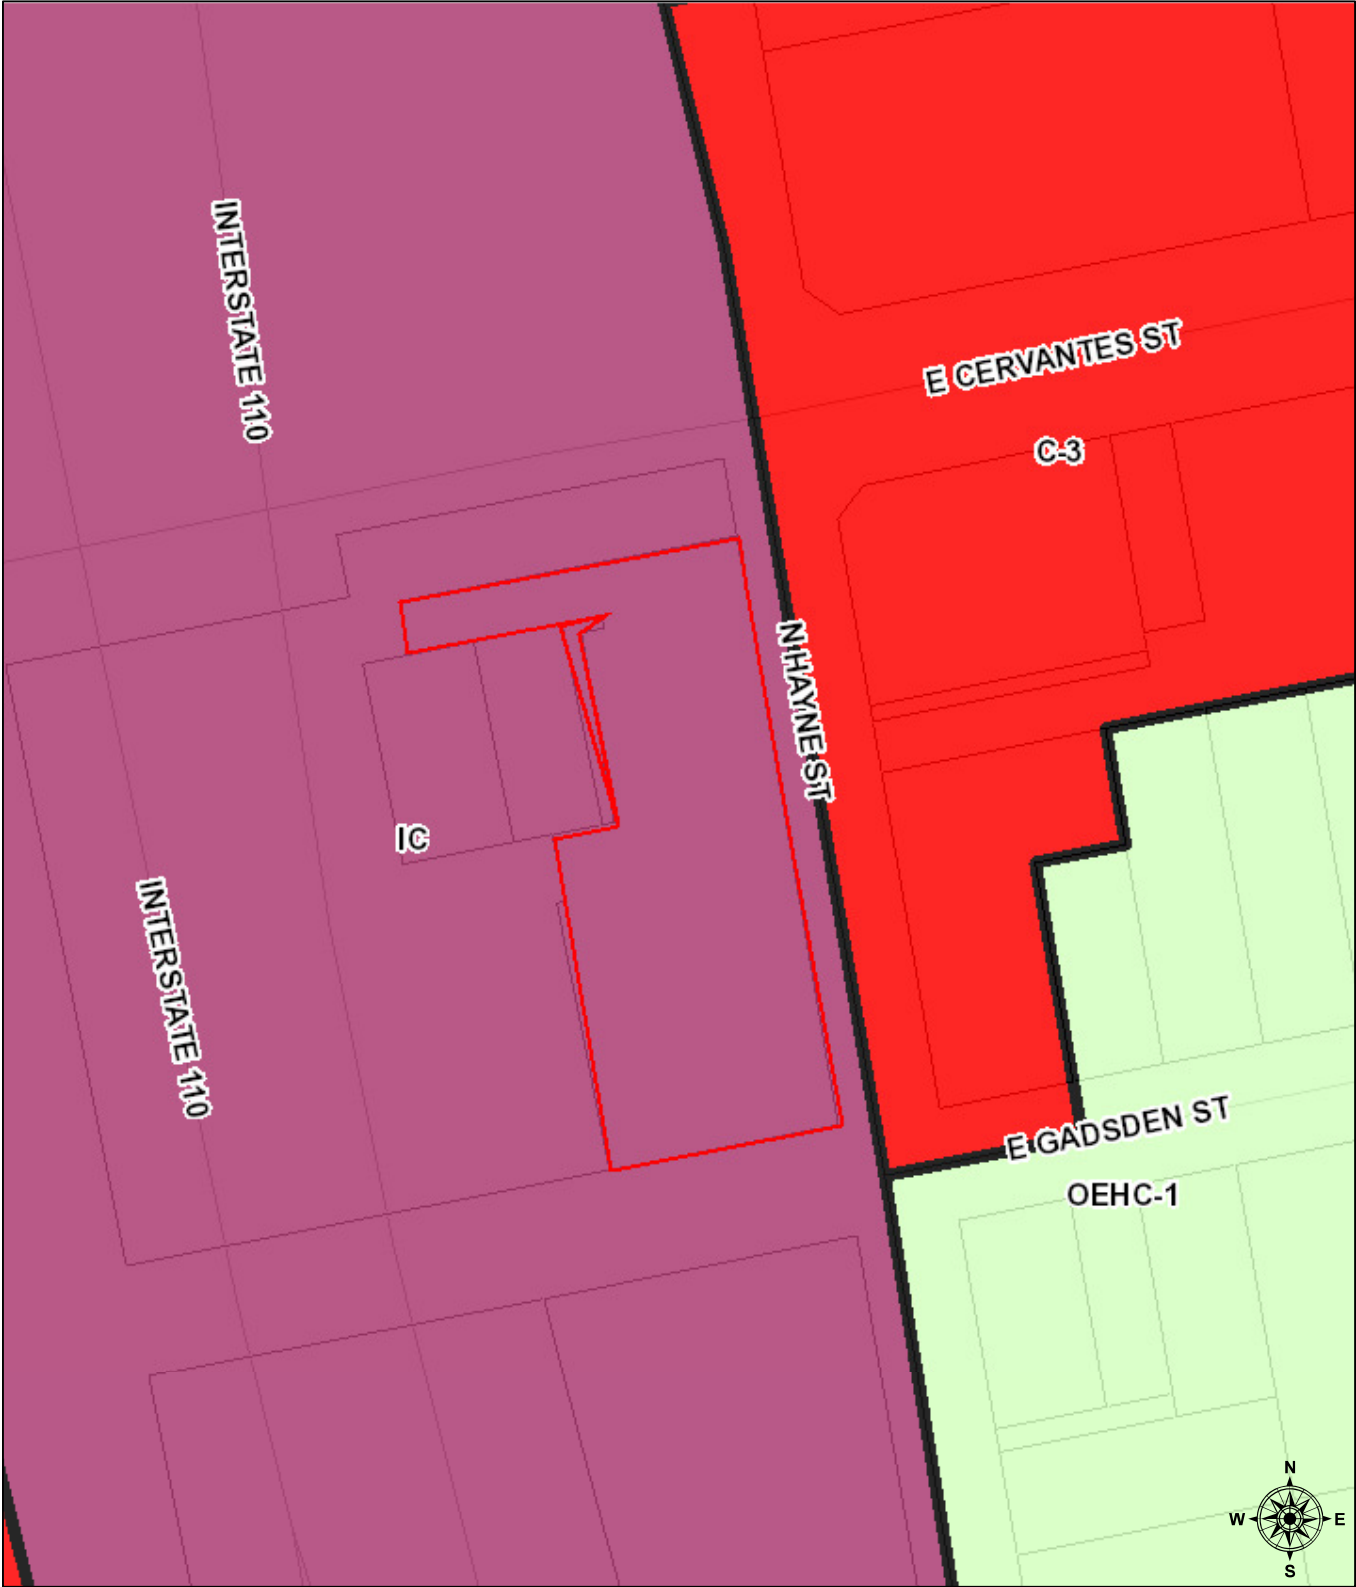 INTERSTATE 110
E CERVANTES ST
C-3
N HAYNE ST
IC
INTERSTATE 110
E GADSDEN ST
OEHC-1
N
W E
S